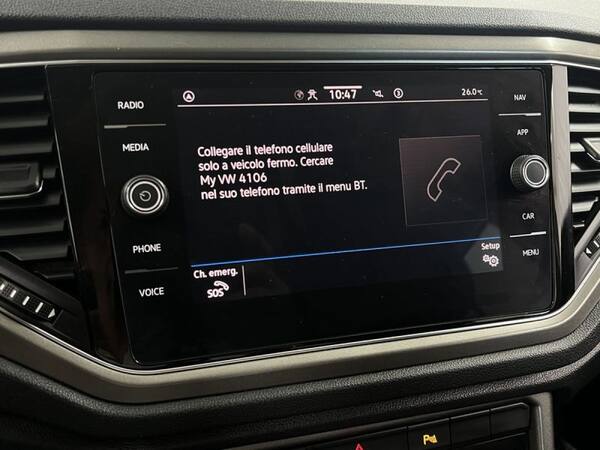 RADIO
MEDIA
PHONE
VOICE
10:47
3
26.0°C
Collegare il telefono cellulare
solo a veicolo fermo. Cercare
My VW 4106
nel suo telefono tramite il menu BT.
Ch. emerg.
SOS
Setup
NAV
APP
CAR
MENU
P